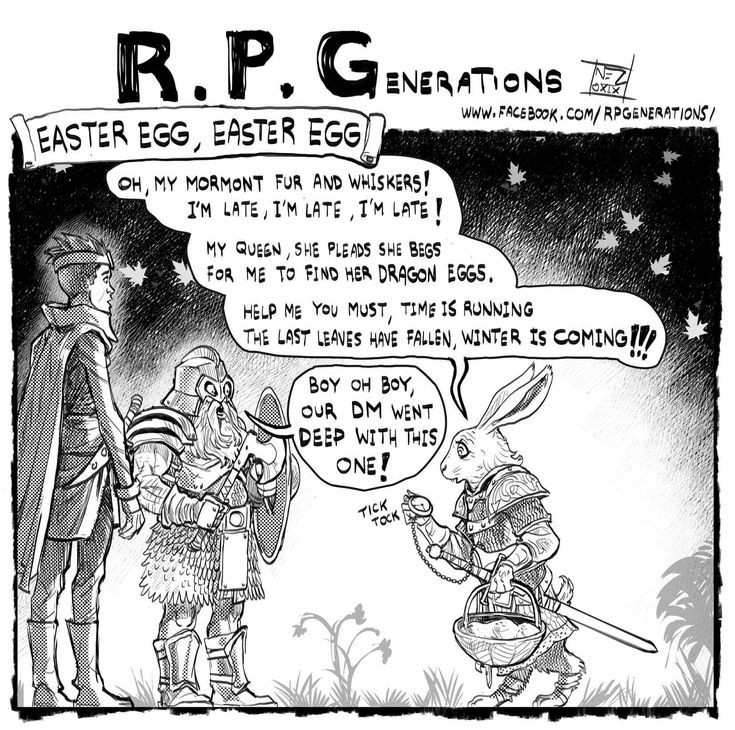 R.P.GENERATIONS
NEZ
OXIX
WWW.FACEBOOK.COM/RPGENERATIONS/
EASTER EGG, EASTER EGG
OH, MY MORMONT FUR AND WHISKERS!
I'M LATE, I'M LATE, I'M LATE!
MY QUEEN, SHE PLEADS SHE BEGS
FOR ME TO FIND HER DRAGON EGGS.
HELP ME YOU MUST, TIME IS RUNNING
THE LAST LEAVES HAVE FALLEN, WINTER IS COMING!!!
BOY OH BOY,
OUR DM WENT
DEEP WITH THIS
ONE!
TICK
TOCK